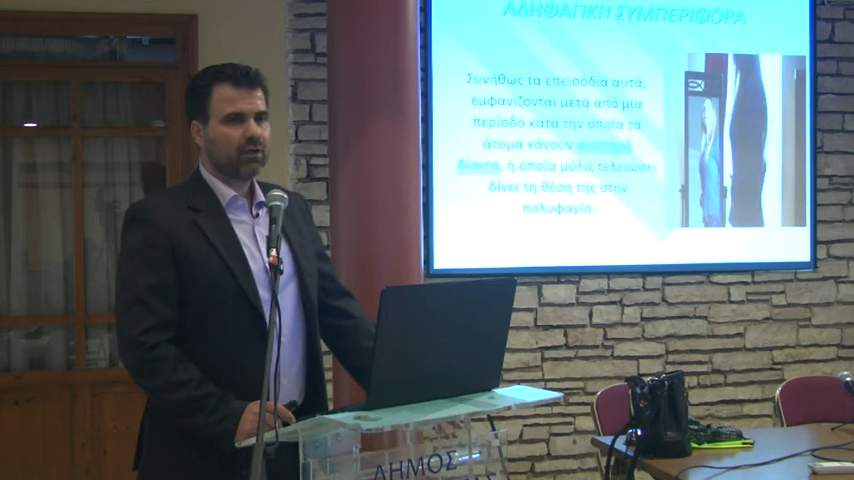 ΑΔΗΦΑΓΙΚΗ ΣΥΜΠΕΡΙΦΟΡΑ
Συνήθως τα επεισόδια αυτά,
εμφανίζονται μετά από μια
περίοδο κατά την οποία τα
άτομα κάνουν αυστηρή
δίαιτα, η οποία μόλις τελειώσει
δίνει τη θέση της στην
πολυφαγία.
ΔΗΜΟΣ